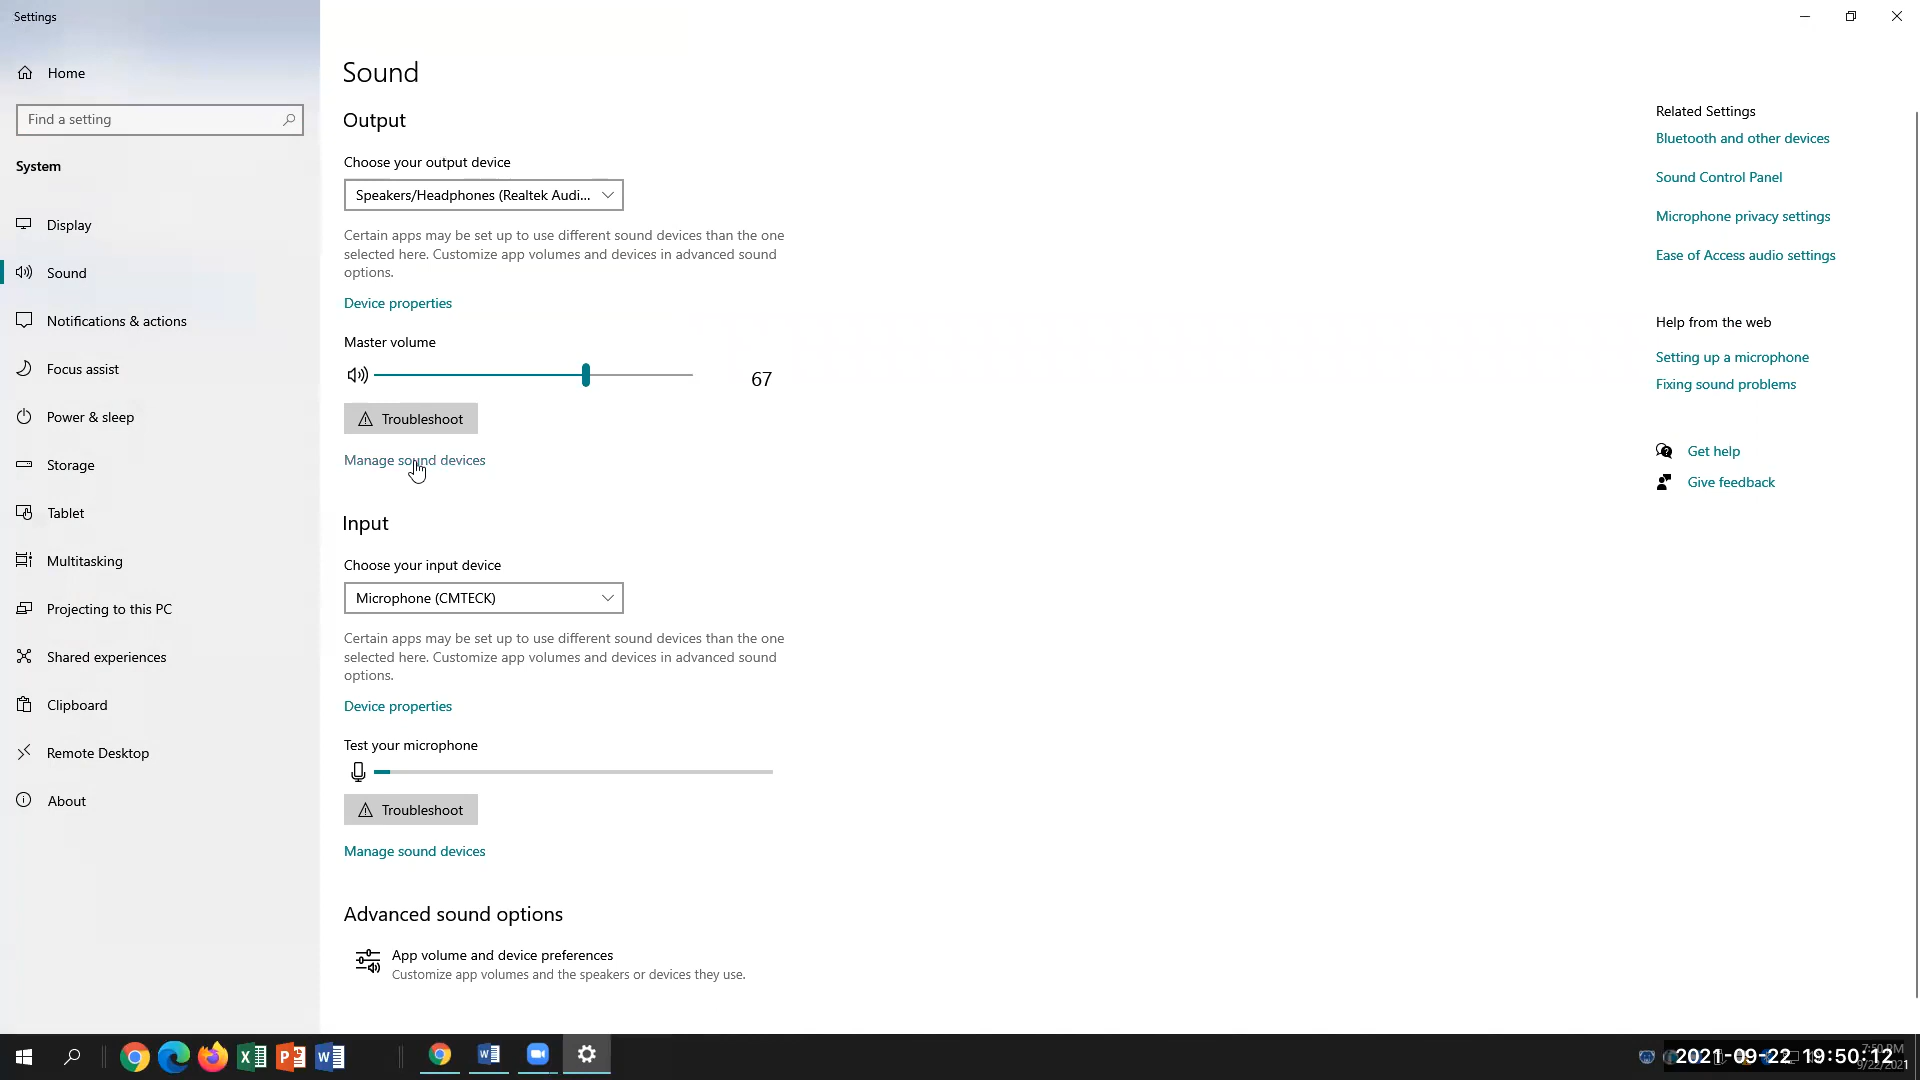 Settings
Home
Find a setting
System
Display
Sound
Notifications & actions
Focus assist
Power & sleep
Storage
Tablet
Multitasking
Projecting to this PC
Shared experiences
Clipboard
Remote Desktop
About
Sound
Output
Choose your output device
Speakers/Headphones (Realtek Audi...
Certain apps may be set up to use different sound devices than the one
selected here. Customize app volumes and devices in advanced sound
options.
Device properties
Master volume
67
Troubleshoot
Manage sound devices
Input
Choose your input device
Microphone (CMTECK)
Certain apps may be set up to use different sound devices than the one
selected here. Customize app volumes and devices in advanced sound
options.
Device properties
Test your microphone
Troubleshoot
Manage sound devices
Advanced sound options
App volume and device preferences
Customize app volumes and the speakers or devices they use.
Related Settings
Bluetooth and other devices
Sound Control Panel
Microphone privacy settings
Ease of Access audio settings
Help from the web
Setting up a microphone
Fixing sound problems
Get help
Give feedback
2021-09-22 19:50:12
7:50 PM
9/22/2021